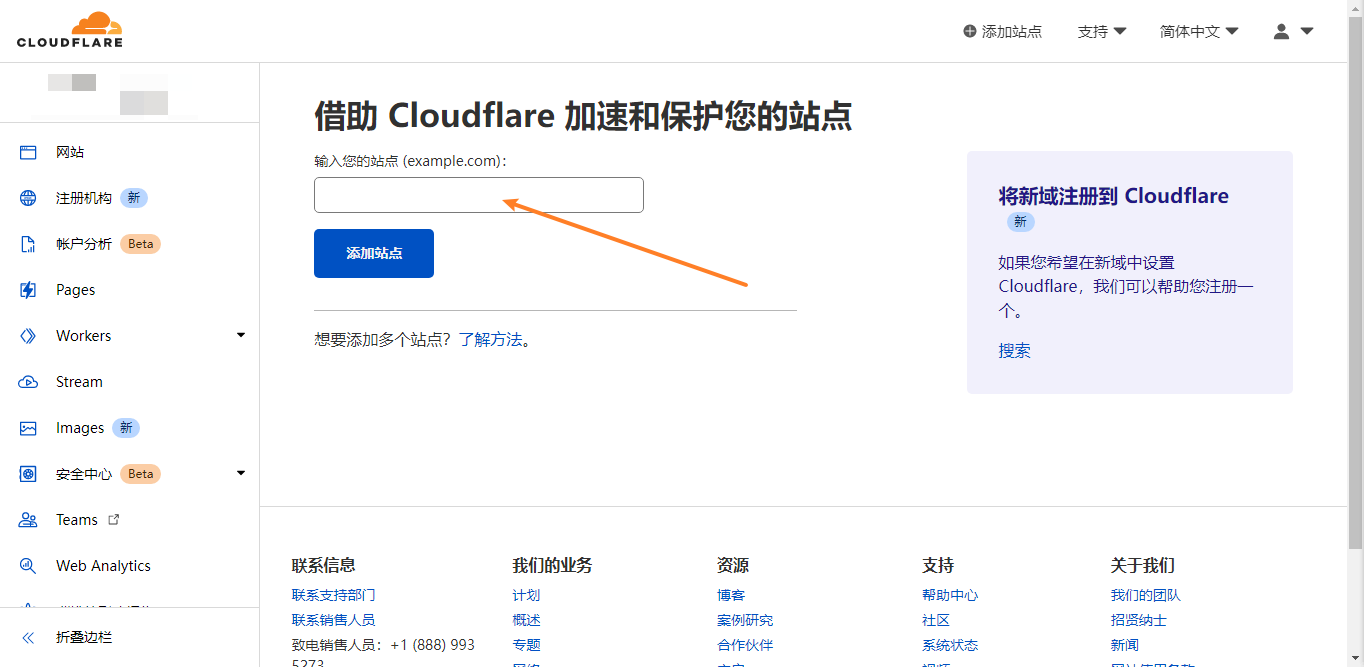 CLOUDFLARE
添加站点
支持
简体中文
网站
注册机构 新
帐户分析 Beta
Pages
Workers
Stream
Images 新
安全中心 Beta
Teams
Web Analytics
折叠边栏
借助 Cloudflare 加速和保护您的站点
输入您的站点 (example.com)：
添加站点
想要添加多个站点？了解方法。
将新域注册到 Cloudflare
新
如果您希望在新域中设置
Cloudflare，我们可以帮助您注册一
个。
搜索
联系信息
联系支持部门
联系销售人员
致电销售人员：+1 (888) 993
5273
我们的业务
计划
概述
专题
资源
博客
案例研究
合作伙伴
支持
帮助中心
社区
系统状态
关于我们
我们的团队
招贤纳士
新闻